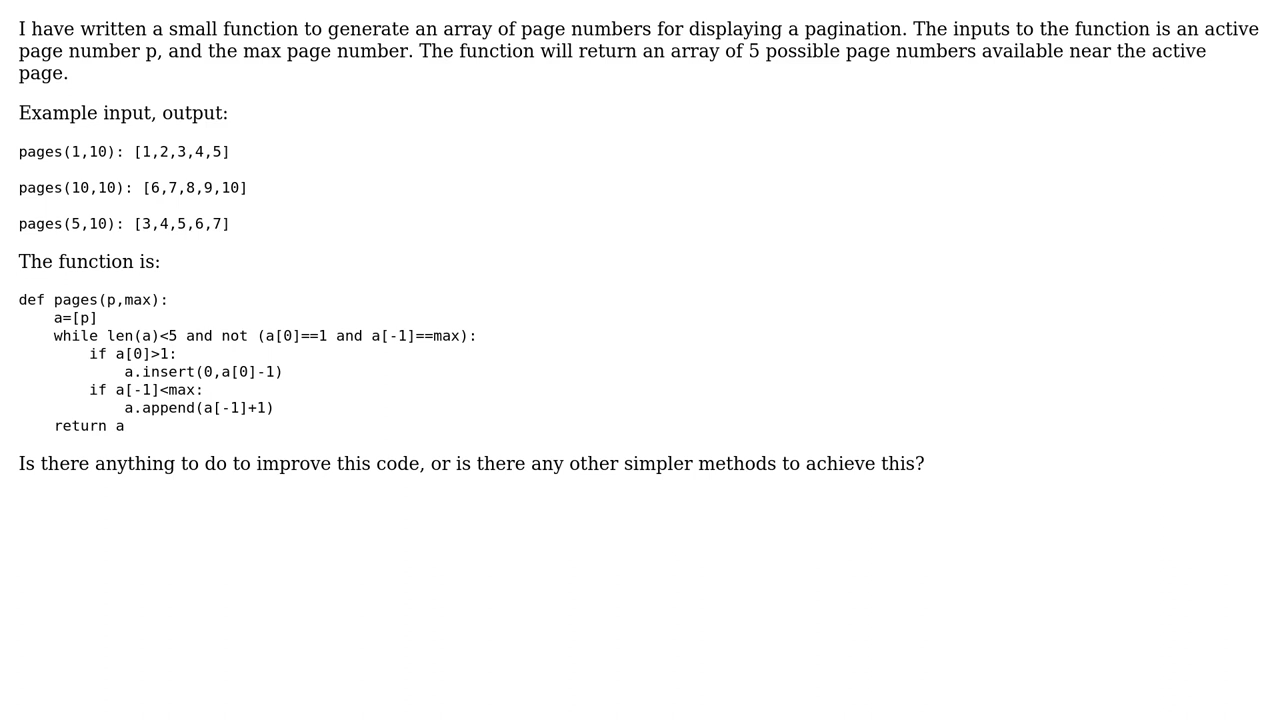 I have written a small function to generate an array of page numbers for displaying a pagination. The inputs to the function is an active
page number p, and the max page number. The function will return an array of 5 possible page numbers available near the active
page.
Example input, output:
pages(1,10): [1,2,3,4,5]
pages(10,10): [6,7,8,9,10]
pages(5,10): [3,4,5,6,7]
The function is:
def pages(p,max):
    a=[p]
    while len(a)<5 and not (a[0]==1 and a[-1]==max):
        if a[0]>1:
            a.insert(0,a[0]-1)
        if a[-1]<max:
            a.append(a[-1]+1)
    return a
Is there anything to do to improve this code, or is there any other simpler methods to achieve this?